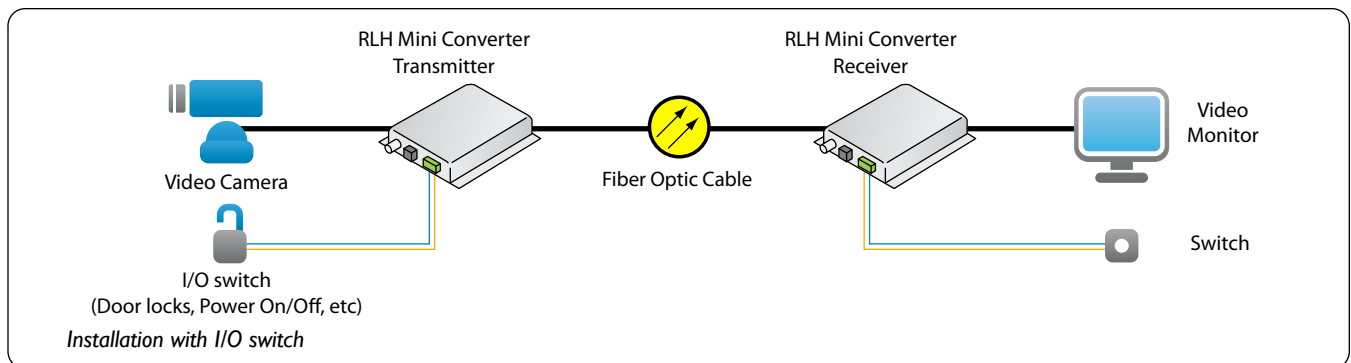 RLH Mini Converter
Transmitter
RLH Mini Converter
Receiver
Video Camera
Fiber Optic Cable
Video
Monitor
I/O switch
(Door locks, Power On/Off, etc)
Switch
Installation with I/O switch